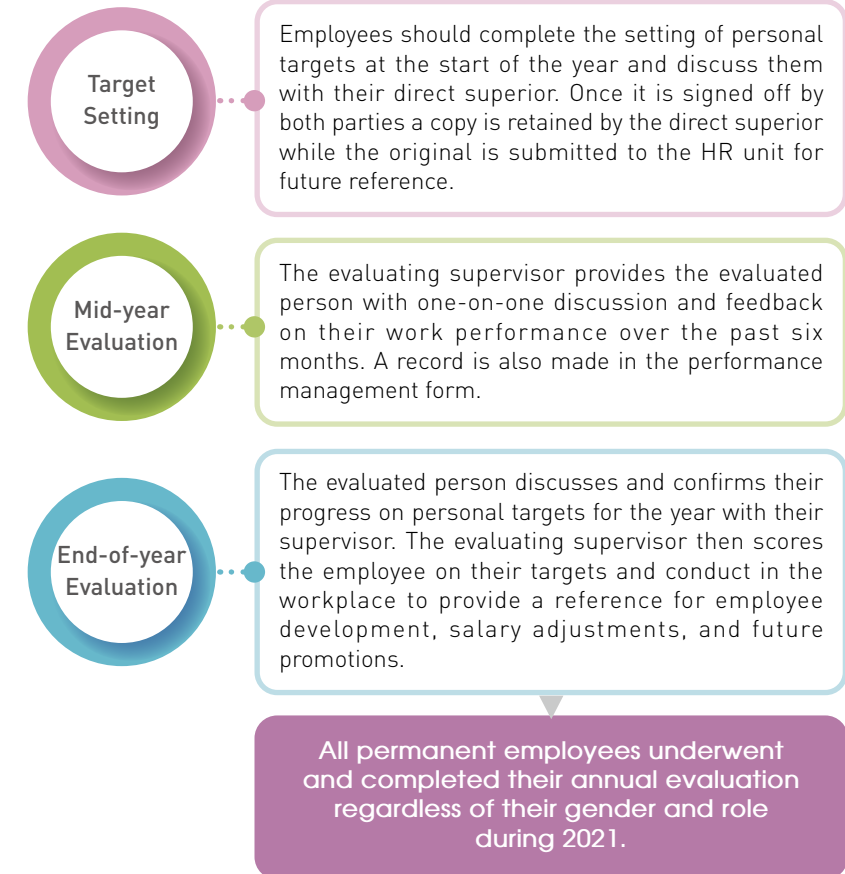 Target
Setting
Employees should complete the setting of personal
targets at the start of the year and discuss them
with their direct superior. Once it is signed off by
both parties a copy is retained by the direct superior
while the original is submitted to the HR unit for
future reference.
Mid-year
Evaluation
The evaluating supervisor provides the evaluated
person with one-on-one discussion and feedback
on their work performance over the past six
months. A record is also made in the performance
management form.
End-of-year
Evaluation
The evaluated person discusses and confirms their
progress on personal targets for the year with their
supervisor. The evaluating supervisor then scores
the employee on their targets and conduct in the
workplace to provide a reference for employee
development, salary adjustments, and future
promotions.
All permanent employees underwent
and completed their annual evaluation
regardless of their gender and role
during 2021.